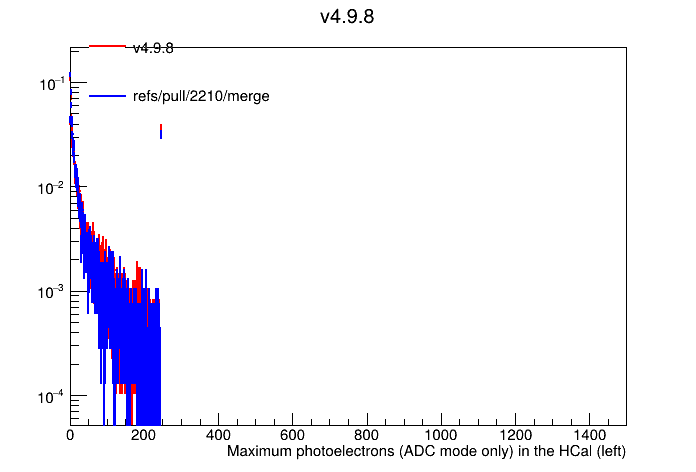 v4.9.8
v4.9.8
refs/pull/2210/merge
10⁻¹
10⁻²
10⁻³
10⁻⁴
0 200 400 600 800 1000 1200 1400
Maximum photoelectrons (ADC mode only) in the HCal (left)